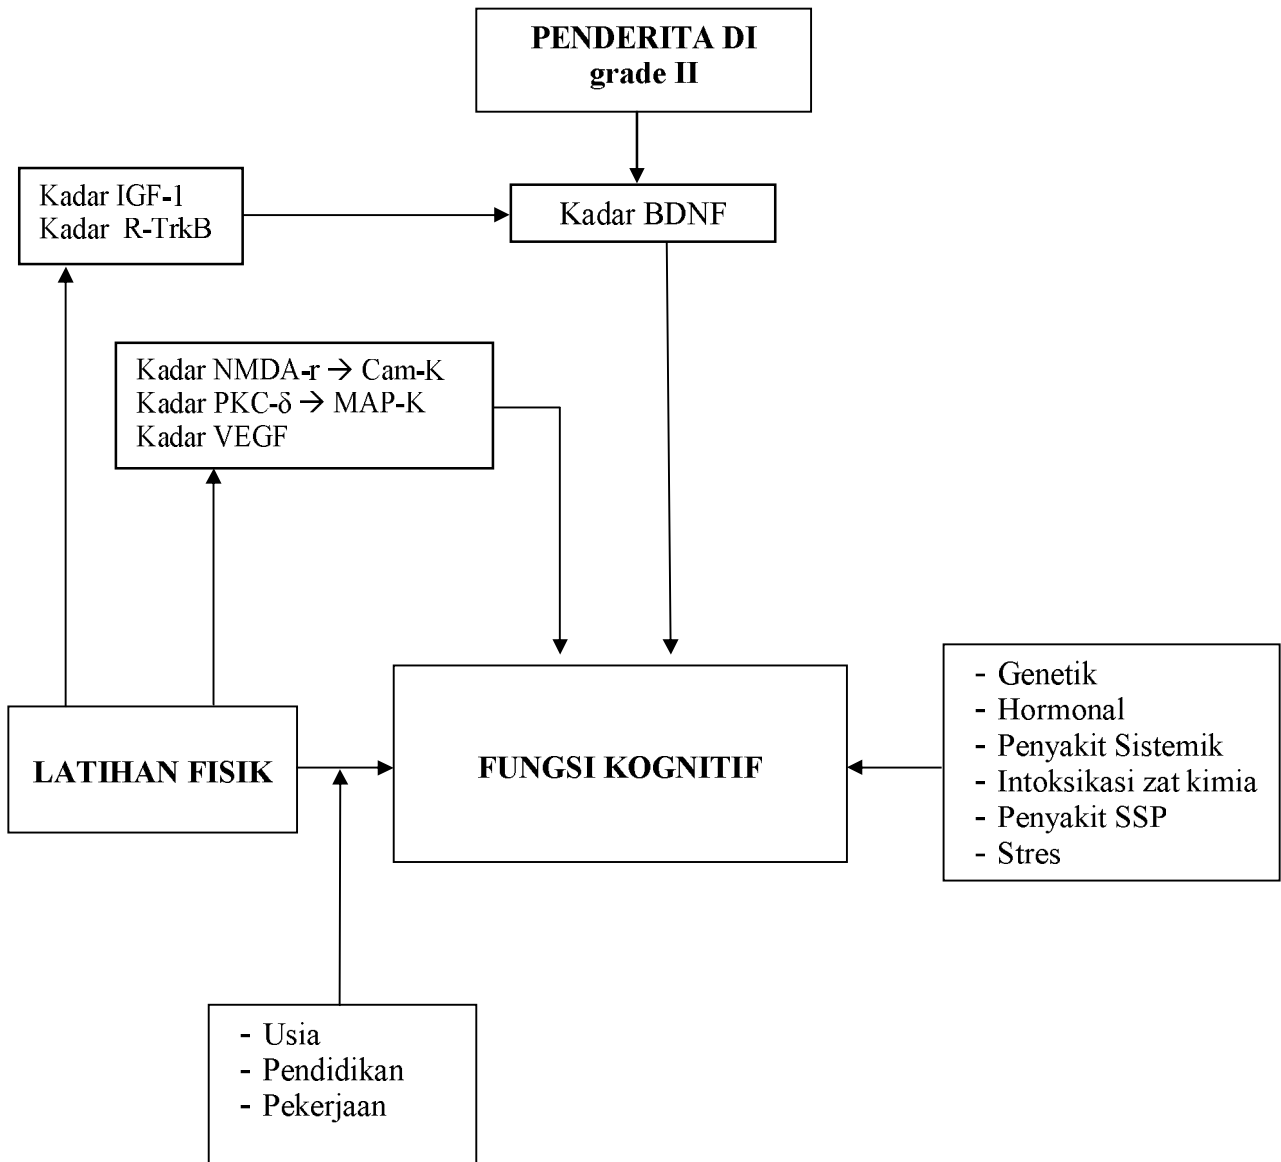 PENDERITA DI
grade II
Kadar IGF-1
Kadar R-TrkB
Kadar BDNF
Kadar NMDA-r → Cam-K
Kadar PKC-δ → MAP-K
Kadar VEGF
LATIHAN FISIK
FUNGSI KOGNITIF
- Genetik
- Hormonal
- Penyakit Sistemik
- Intoksikasi zat kimia
- Penyakit SSP
- Stres
- Usia
- Pendidikan
- Pekerjaan